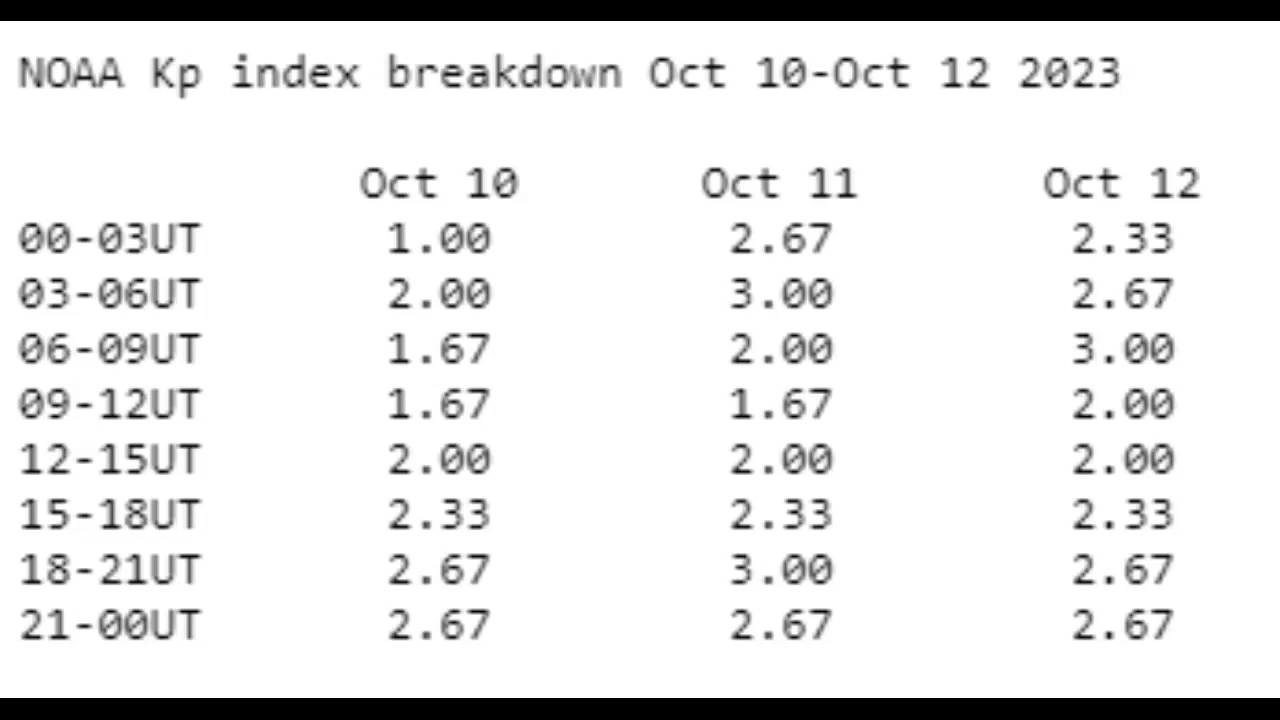 NOAA Kp index breakdown Oct 10-Oct 12 2023
Oct 10 Oct 11 Oct 12
00-03UT 1.00 2.67 2.33
03-06UT 2.00 3.00 2.67
06-09UT 1.67 2.00 3.00
09-12UT 1.67 1.67 2.00
12-15UT 2.00 2.00 2.00
15-18UT 2.33 2.33 2.33
18-21UT 2.67 3.00 2.67
21-00UT 2.67 2.67 2.67